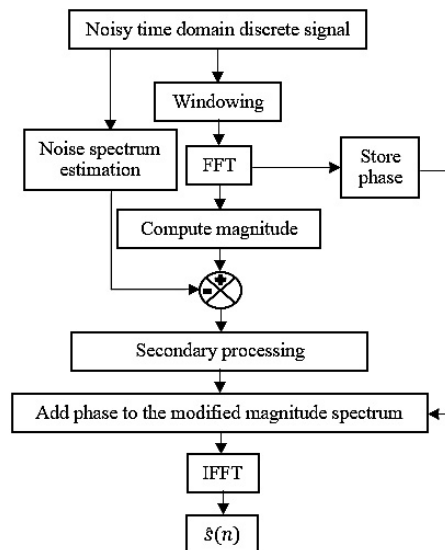 Noisy time domain discrete signal
Windowing
Noise spectrum
estimation
FFT
Store
phase
Compute magnitude
+
-
Secondary processing
Add phase to the modified magnitude spectrum
IFFT
ŝ(n)